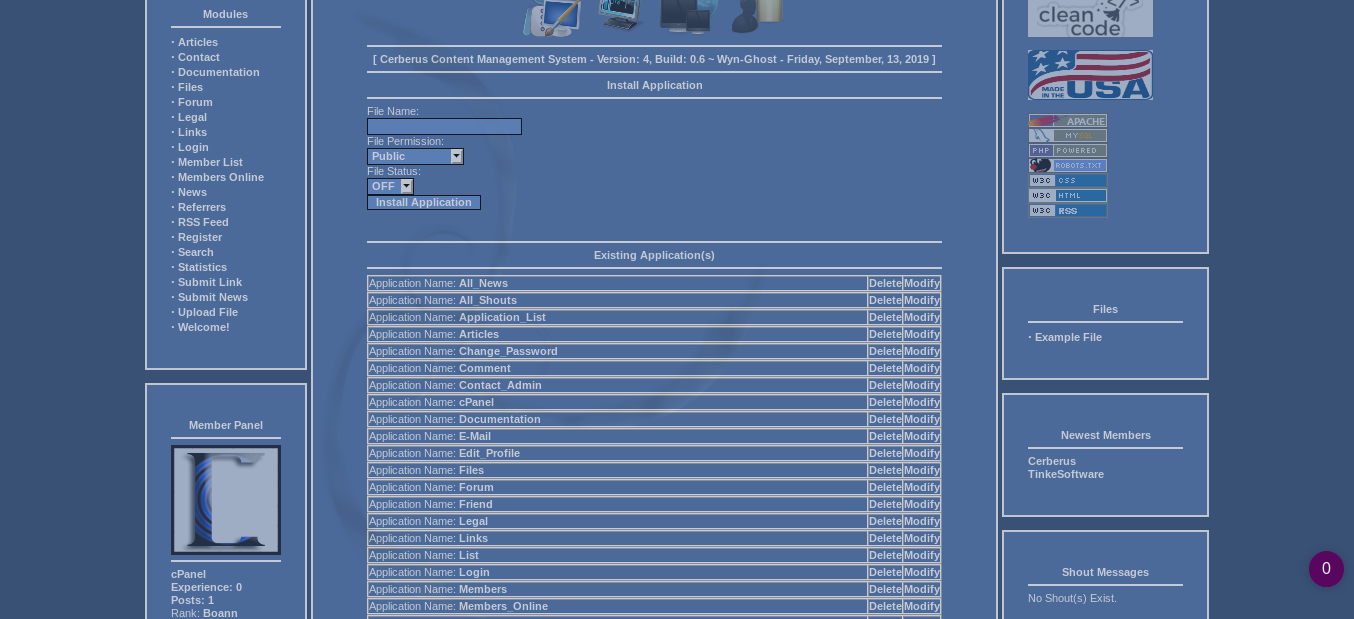 Modules
· Articles
· Contact
· Documentation
· Files
· Forum
· Legal
· Links
· Login
· Member List
· Members Online
· News
· Referrers
· RSS Feed
· Register
· Search
· Statistics
· Submit Link
· Submit News
· Upload File
· Welcome!
Member Panel
cPanel
Experience: 0
Posts: 1
Rank: Boann
[ Cerberus Content Management System - Version: 4, Build: 0.6 ~ Wyn-Ghost - Friday, September, 13, 2019 ]
Install Application
File Name:
File Permission:
Public
File Status:
OFF
Install Application
Existing Application(s)
Application Name: All_News Delete Modify
Application Name: All_Shouts Delete Modify
Application Name: Application_List Delete Modify
Application Name: Articles Delete Modify
Application Name: Change_Password Delete Modify
Application Name: Comment Delete Modify
Application Name: Contact_Admin Delete Modify
Application Name: cPanel Delete Modify
Application Name: Documentation Delete Modify
Application Name: E-Mail Delete Modify
Application Name: Edit_Profile Delete Modify
Application Name: Files Delete Modify
Application Name: Forum Delete Modify
Application Name: Friend Delete Modify
Application Name: Legal Delete Modify
Application Name: Links Delete Modify
Application Name: List Delete Modify
Application Name: Login Delete Modify
Application Name: Members Delete Modify
Application Name: Members_Online Delete Modify
clean
code
MADE
IN THE
USA
APACHE
MY
PHP POWERED
ROBOTS.TXT
W3C CSS
W3C HTML
W3C RSS
Files
· Example File
Newest Members
Cerberus
TinkeSoftware
Shout Messages
No Shout(s) Exist.
0